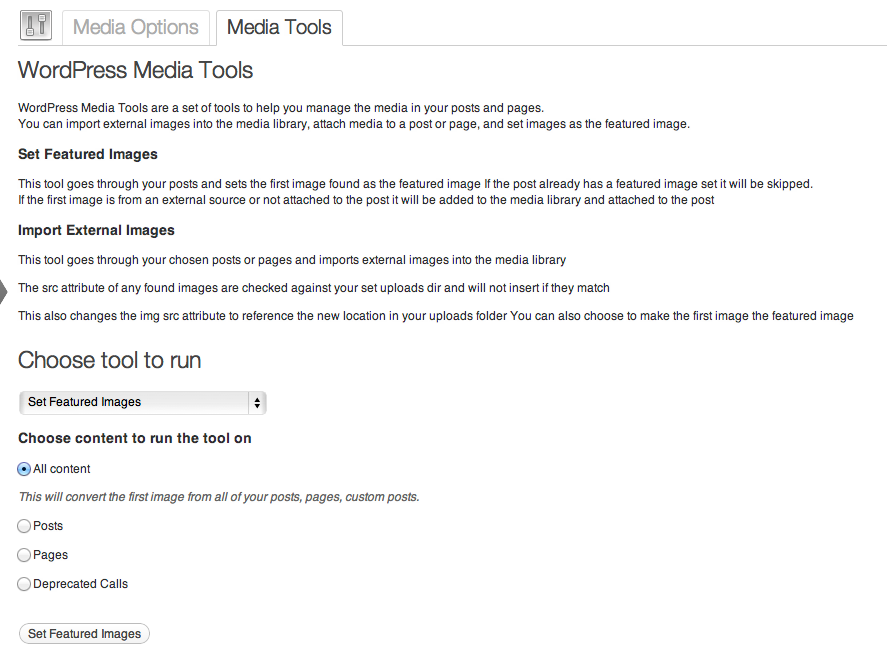 Media Options
Media Tools
WordPress Media Tools
WordPress Media Tools are a set of tools to help you manage the media in your posts and pages.
You can import external images into the media library, attach media to a post or page, and set images as the featured image.
Set Featured Images
This tool goes through your posts and sets the first image found as the featured image If the post already has a featured image set it will be skipped.
If the first image is from an external source or not attached to the post it will be added to the media library and attached to the post
Import External Images
This tool goes through your chosen posts or pages and imports external images into the media library
The src attribute of any found images are checked against your set uploads dir and will not insert if they match
This also changes the img src attribute to reference the new location in your uploads folder You can also choose to make the first image the featured image
Choose tool to run
Set Featured Images
Choose content to run the tool on
All content
This will convert the first image from all of your posts, pages, custom posts.
Posts
Pages
Deprecated Calls
Set Featured Images